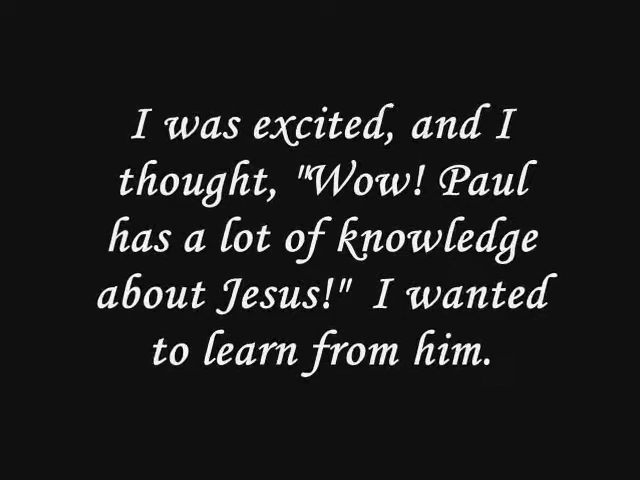 I was excited, and I
thought, "Wow! Paul
has a lot of knowledge
about Jesus!"  I wanted
to learn from him.